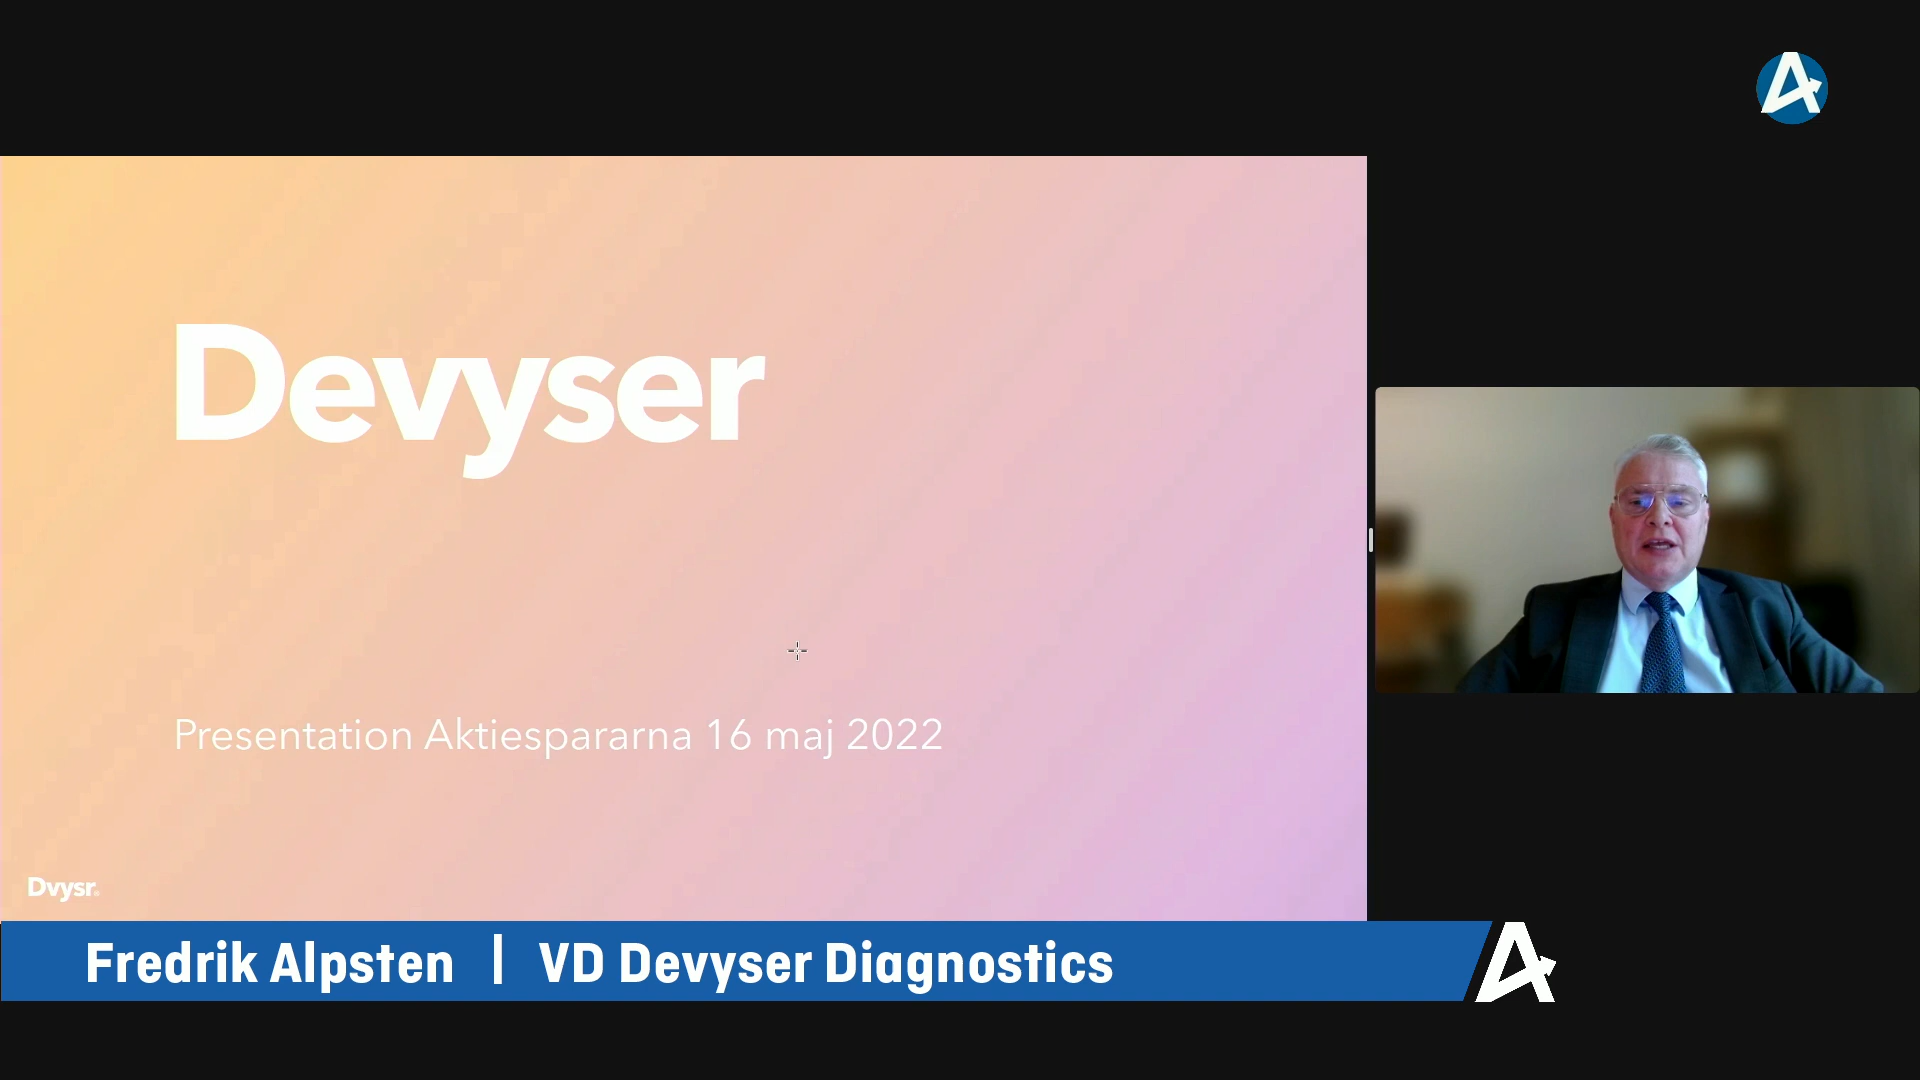 Devyser
Presentation Aktiespararna 16 maj 2022
Dvysr.
Fredrik Alpsten | VD Devyser Diagnostics